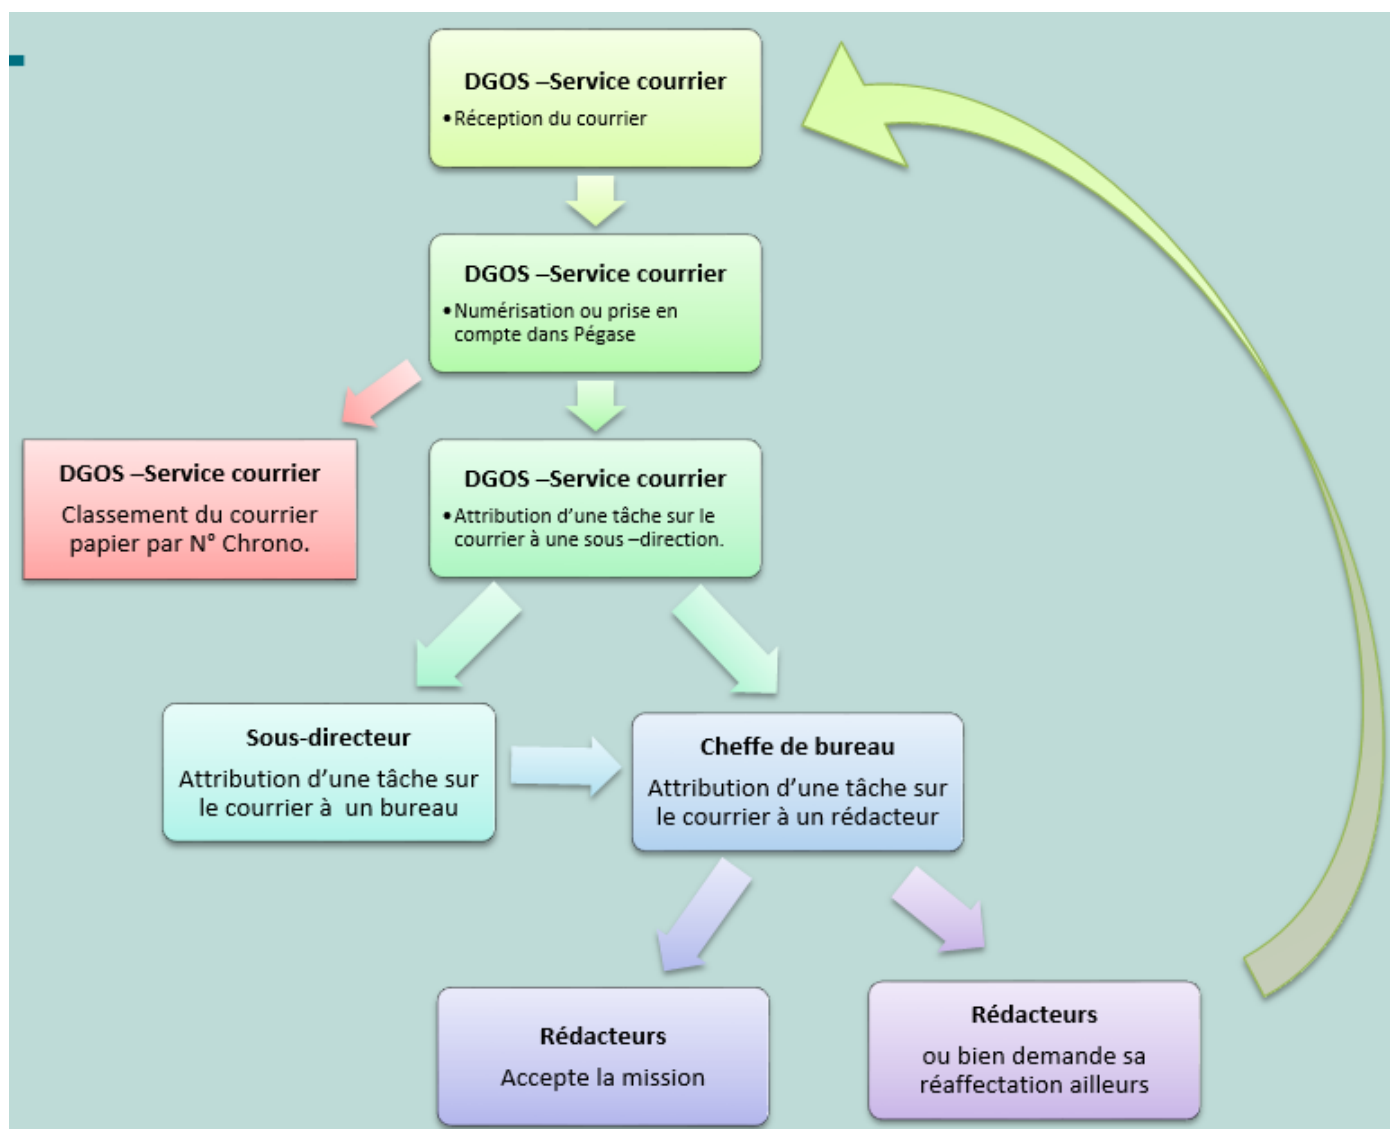 DGOS –Service courrier
•Réception du courrier
DGOS –Service courrier
•Numérisation ou prise en
compte dans Pégase
DGOS –Service courrier
Classement du courrier
papier par N° Chrono.
DGOS –Service courrier
•Attribution d’une tâche sur le
courrier à une sous –direction.
Sous-directeur
Attribution d’une tâche sur
le courrier à un bureau
Cheffe de bureau
Attribution d’une tâche sur
le courrier à un rédacteur
Rédacteurs
Accepte la mission
Rédacteurs
ou bien demande sa
réaffectation ailleurs